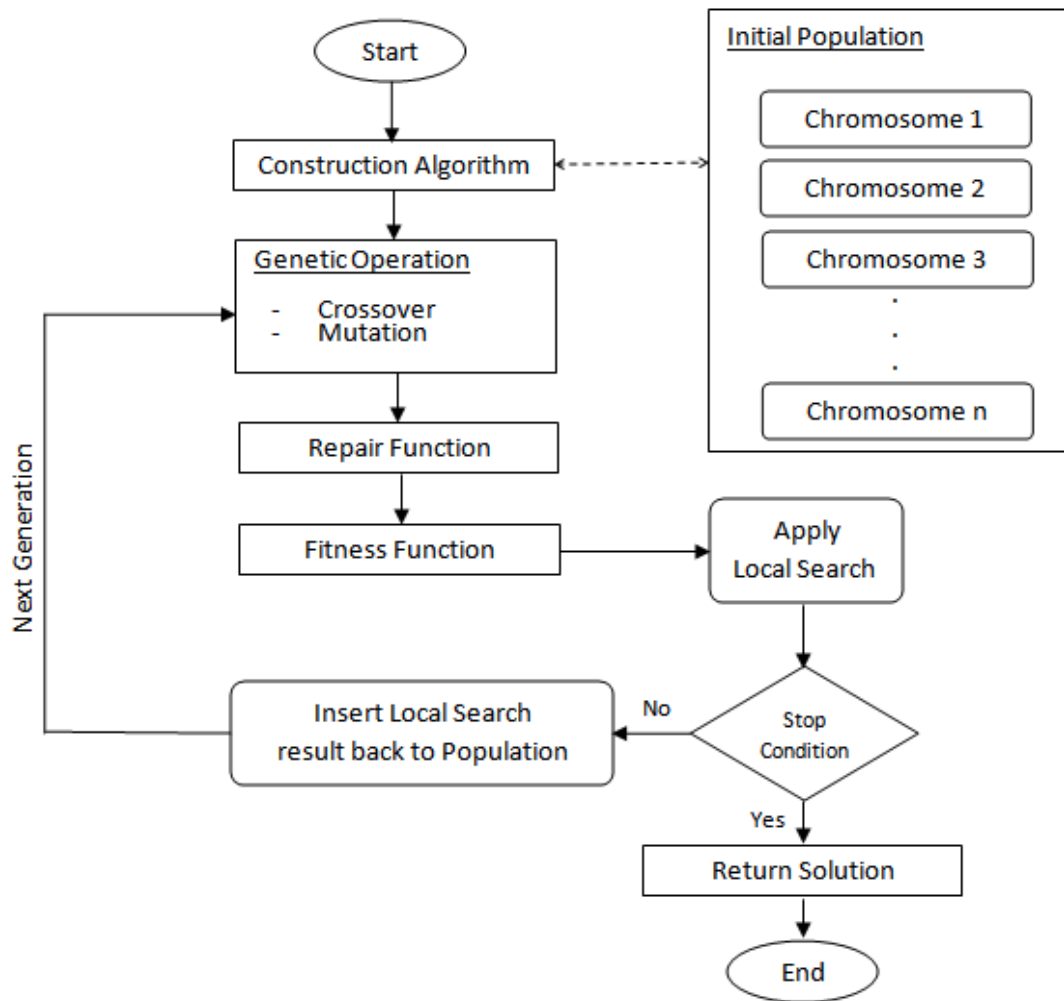 Start
Construction Algorithm
Genetic Operation
- Crossover
- Mutation
Repair Function
Fitness Function
Initial Population
Chromosome 1
Chromosome 2
Chromosome 3
.
.
.
Chromosome n
Apply
Local Search
Stop
Condition
No
Insert Local Search
result back to Population
Next Generation
Yes
Return Solution
End